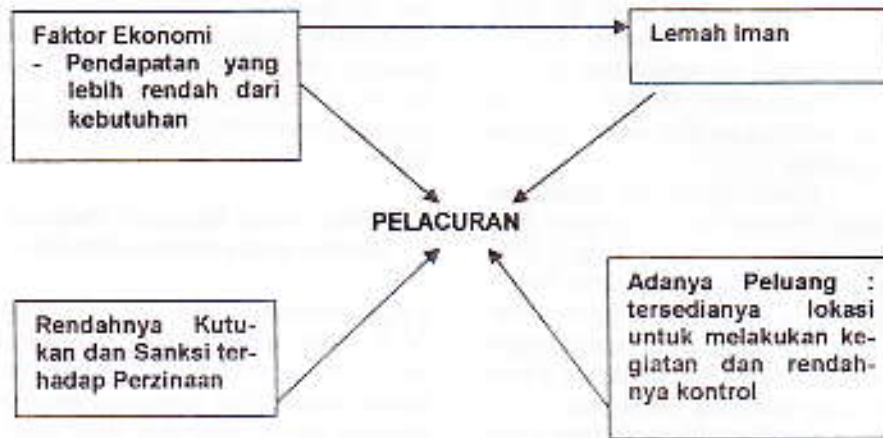 Faktor Ekonomi
- Pendapatan yang
lebih rendah dari
kebutuhan
Lemah Iman
PELACURAN
Rendahnya Kutu-
kan dan Sanksi ter-
hadap Perzinaan
Adanya Peluang :
tersedianya lokasi
untuk melakukan ke-
giatan dan rendah-
nya kontrol